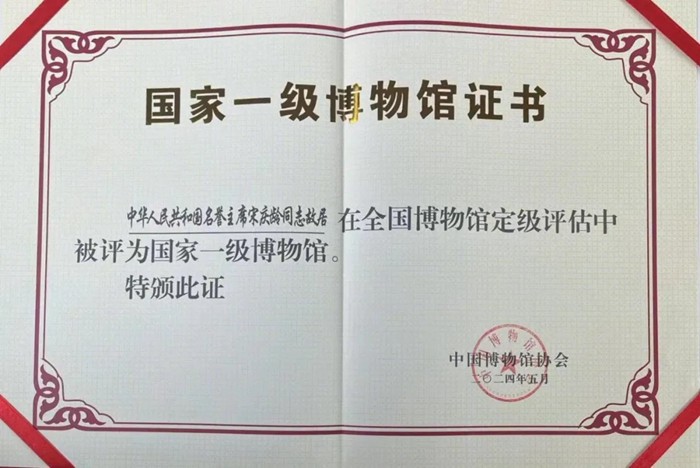 国家一级博物馆证书
中华人民共和国名誉主席宋庆龄同志故居 在全国博物馆定级评估中
被评为国家一级博物馆。
特颁此证
中国博物馆协会
二〇二四年五月